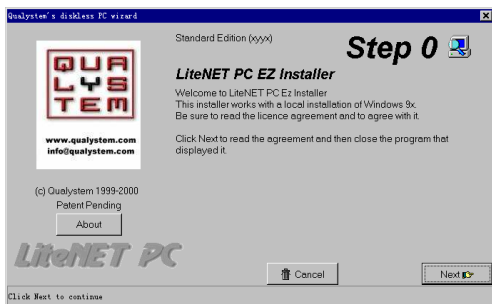 Qualystem's diskless PC wizard
Standard Edition (xyyx)
Step 0
QUA
LYS
TEM
LiteNET PC EZ Installer
Welcome to LiteNET PC Ez Installer
This installer works with a local installation of Windows 9x.
Be sure to read the licence agreement and to agree with it.
Click Next to read the agreement and then close the program that
displayed it.
www.qualystem.com
info@qualystem.com
(c) Qualystem 1999-2000
Patent Pending
About
LiteNET PC
Cancel
Next
Click Next to continue